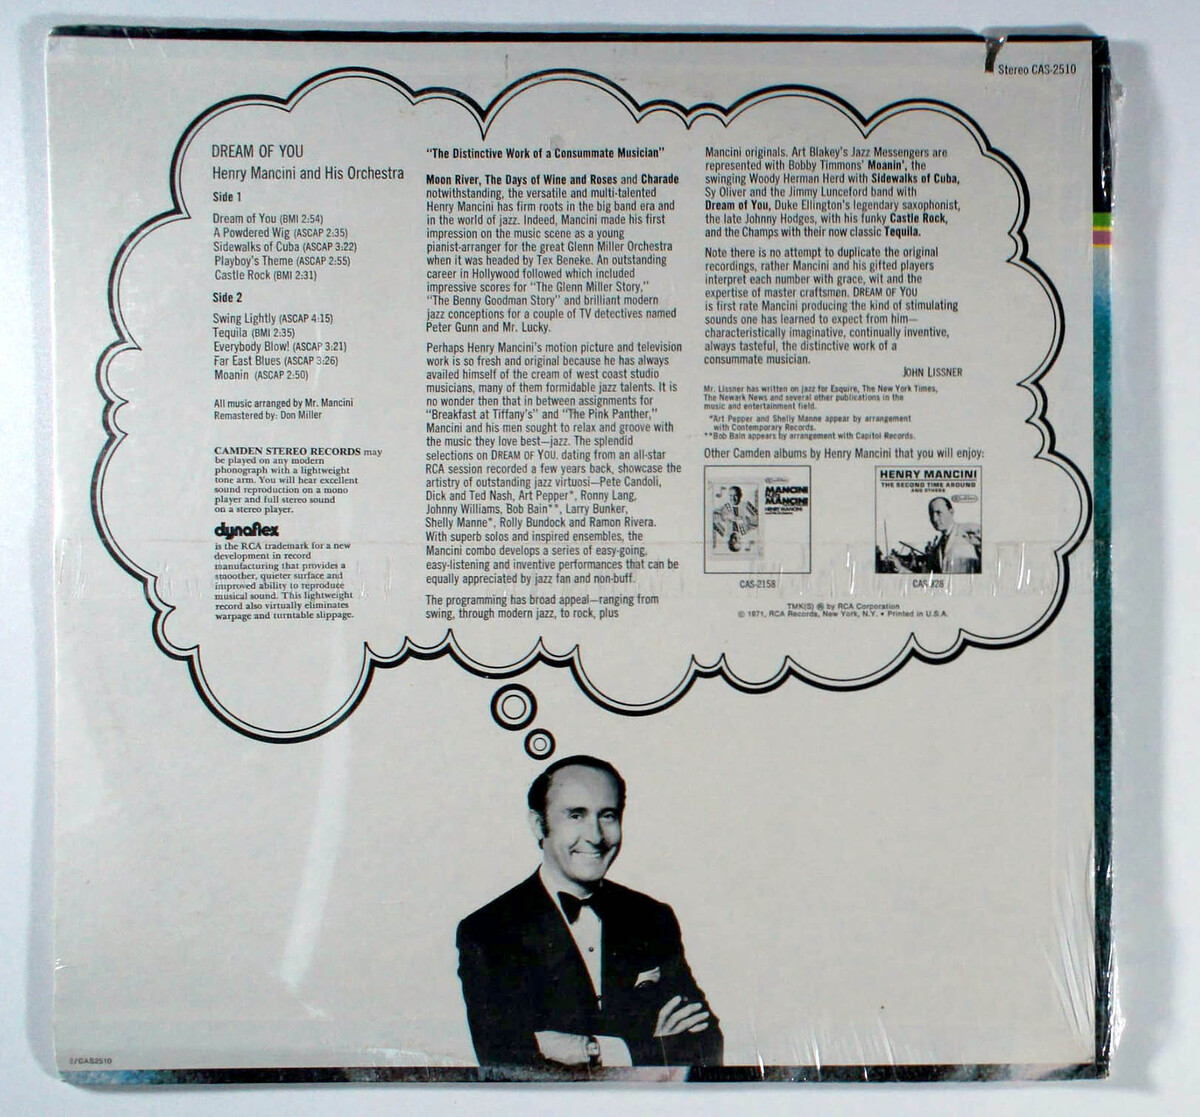 Stereo CAS-2510
DREAM OF YOU
Henry Mancini and His Orchestra
Side 1
Dream of You (BMI 2:54)
A Powdered Wig (ASCAP 2:35)
Sidewalks of Cuba (ASCAP 3:22)
Playboy's Theme (ASCAP 2:55)
Castle Rock (BMI 2:31)
Side 2
Swing Lightly (ASCAP 4:15)
Tequila (BMI 2:35)
Everybody Blow! (ASCAP 3:21)
Far East Blues (ASCAP 3:26)
Moanin (ASCAP 2:50)
All music arranged by Mr. Mancini
Remastered by: Don Miller
CAMDEN STEREO RECORDS may
be played on any modern
phonograph with a lightweight
tone arm. You will hear excellent
sound reproduction on a mono
player and full stereo sound
on a stereo player.
dynaflex
is the RCA trademark for a new
development in record
manufacturing that provides a
smoother, quieter surface and
improved ability to reproduce
musical sound. This lightweight
record also virtually eliminates
warpage and turntable slippage.
"The Distinctive Work of a Consummate Musician"
Moon River, The Days of Wine and Roses and Charade
notwithstanding, the versatile and multi-talented
Henry Mancini has firm roots in the big band era and
in the world of jazz. Indeed, Mancini made his first
impression on the music scene as a young
pianist-arranger for the great Glenn Miller Orchestra
when it was headed by Tex Beneke. An outstanding
career in Hollywood followed which included
impressive scores for "The Glenn Miller Story,"
"The Benny Goodman Story" and brilliant modern
jazz conceptions for a couple of TV detectives named
Peter Gunn and Mr. Lucky.
Perhaps Henry Mancini's motion picture and television
work is so fresh and original because he has always
availed himself of the cream of west coast studio
musicians, many of them formidable jazz talents. It is
no wonder then that in between assignments for
"Breakfast at Tiffany's" and "The Pink Panther,"
Mancini and his men sought to relax and groove with
the music they love best—jazz. The splendid
selections on DREAM OF YOU, dating from an all-star
RCA session recorded a few years back, showcase the
artistry of outstanding jazz virtuosi—Pete Candoli,
Dick and Ted Nash, Art Pepper*, Ronny Lang,
Johnny Williams, Bob Bain**, Larry Bunker,
Shelly Manne*, Rolly Bundock and Ramon Rivera.
With superb solos and inspired ensembles, the
Mancini combo develops a series of easy-going,
easy-listening and inventive performances that can be
equally appreciated by jazz fan and non-buff.
The programming has broad appeal—ranging from
swing, through modern jazz, to rock, plus
Mancini originals. Art Blakey's Jazz Messengers are
represented with Bobby Timmons' Moanin', the
swinging Woody Herman Herd with Sidewalks of Cuba,
Sy Oliver and the Jimmy Lunceford band with
Dream of You, Duke Ellington's legendary saxophonist,
the late Johnny Hodges, with his funky Castle Rock,
and the Champs with their now classic Tequila.
Note there is no attempt to duplicate the original
recordings, rather Mancini and his gifted players
interpret each number with grace, wit and the
expertise of master craftsmen. DREAM OF YOU
is first rate Mancini producing the kind of stimulating
sounds one has learned to expect from him—
characteristically imaginative, continually inventive,
always tasteful, the distinctive work of a
consummate musician.
JOHN LISSNER
Mr. Lissner has written on jazz for Esquire, The New York Times,
The Newark News and several other publications in the
music and entertainment field.
*Art Pepper and Shelly Manne appear by arrangement
with Contemporary Records.
**Bob Bain appears by arrangement with Capitol Records.
Other Camden albums by Henry Mancini that you will enjoy:
MANCINI
PLAYS
MANCINI
HENRY MANCINI
CAS-2158
HENRY MANCINI
THE SECOND TIME AROUND
AND OTHERS
CAS 928
TMK(S) ® by RCA Corporation
© 1971, RCA Records, New York, N.Y. • Printed in U.S.A.
CAS2510